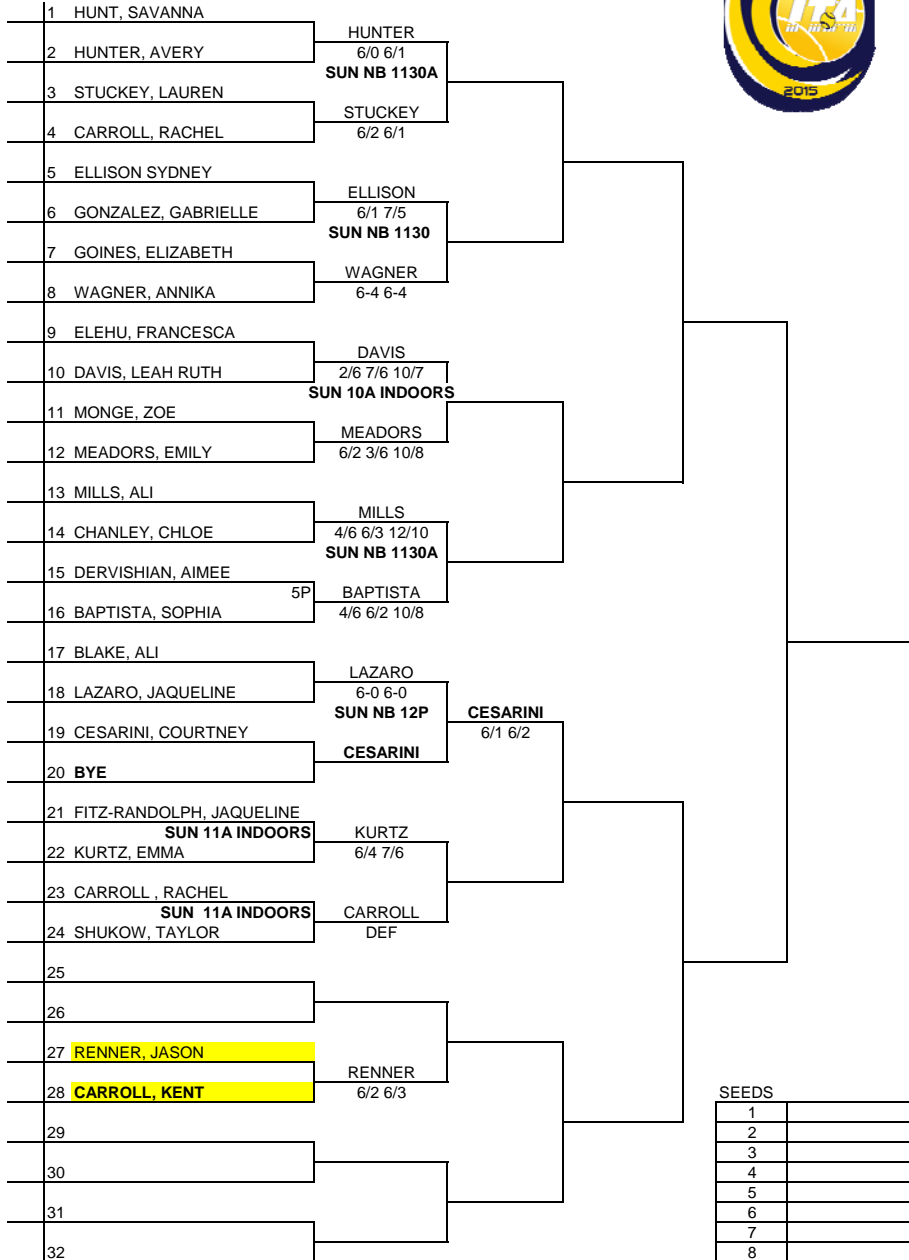 1 HUNT, SAVANNA
HUNTER
2 HUNTER, AVERY
6/0 6/1
SUN NB 1130A
3 STUCKEY, LAUREN
STUCKEY
4 CARROLL, RACHEL
6/2 6/1
5 ELLISON SYDNEY
ELLISON
6 GONZALEZ, GABRIELLE
6/1 7/5
SUN NB 1130
7 GOINES, ELIZABETH
WAGNER
8 WAGNER, ANNIKA
6-4 6-4
9 ELEHU, FRANCESCA
DAVIS
10 DAVIS, LEAH RUTH
2/6 7/6 10/7
SUN 10A INDOORS
11 MONGE, ZOE
MEADORS
12 MEADORS, EMILY
6/2 3/6 10/8
13 MILLS, ALI
MILLS
14 CHANLEY, CHLOE
4/6 6/3 12/10
SUN NB 1130A
15 DERVISHIAN, AIMEE
5P BAPTISTA
16 BAPTISTA, SOPHIA
4/6 6/2 10/8
17 BLAKE, ALI
LAZARO
18 LAZARO, JAQUELINE
6-0 6-0
SUN NB 12P
CESARINI
19 CESARINI, COURTNEY
6/1 6/2
CESARINI
20 BYE
21 FITZ-RANDOLPH, JAQUELINE
SUN 11A INDOORS
KURTZ
22 KURTZ, EMMA
6/4 7/6
23 CARROLL , RACHEL
SUN 11A INDOORS
CARROLL
24 SHUKOW, TAYLOR
DEF
25
26
27 RENNER, JASON
RENNER
28 CARROLL, KENT
6/2 6/3
29
30
31
32
ITA
2015
SEEDS
1
2
3
4
5
6
7
8